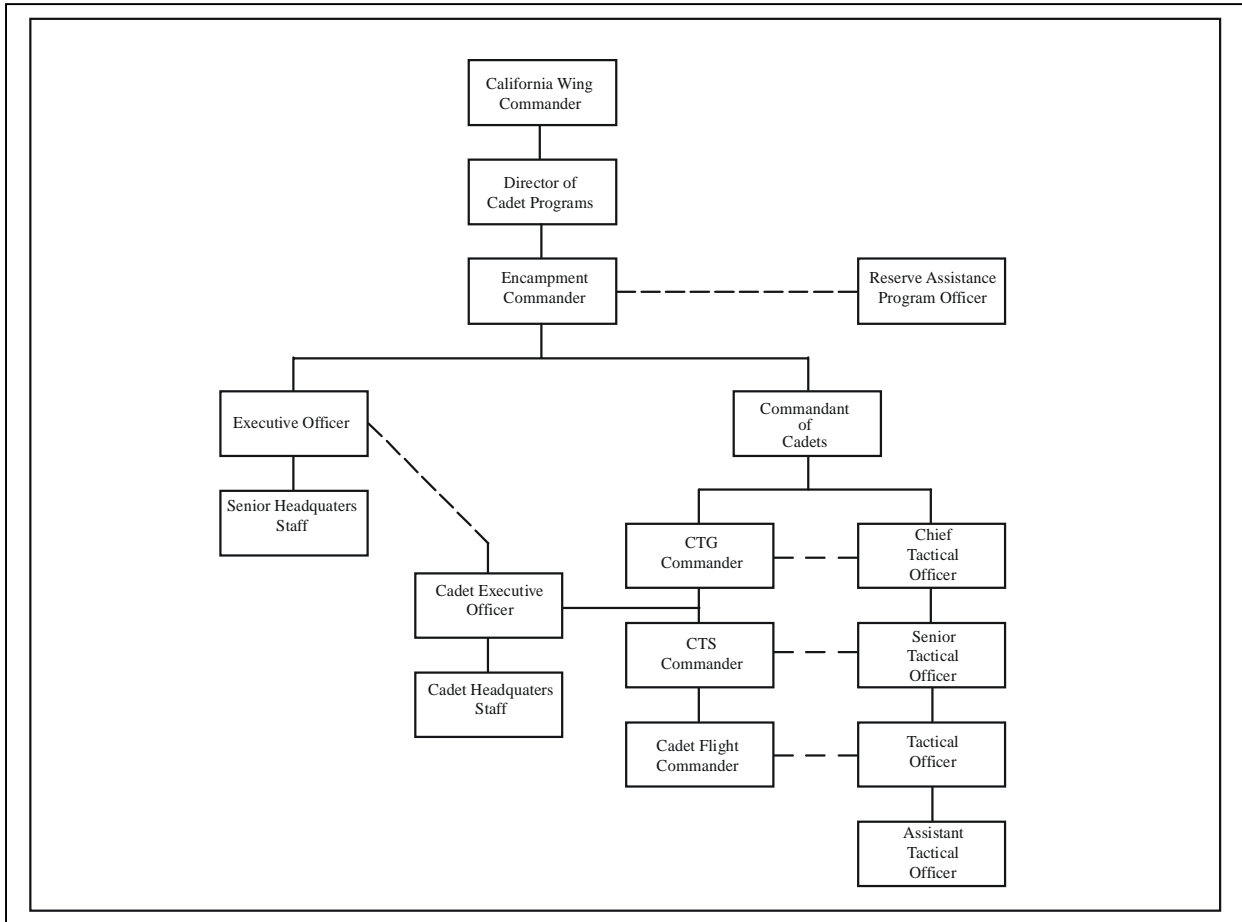 California Wing
Commander
Director of
Cadet Programs
Encampment
Commander
Reserve Assistance
Program Officer
Executive Officer
Commandant
of
Cadets
Senior Headquaters
Staff
CTG
Commander
Chief
Tactical
Officer
Cadet Executive
Officer
CTS
Commander
Senior
Tactical
Officer
Cadet Headquaters
Staff
Cadet Flight
Commander
Tactical
Officer
Assistant
Tactical
Officer